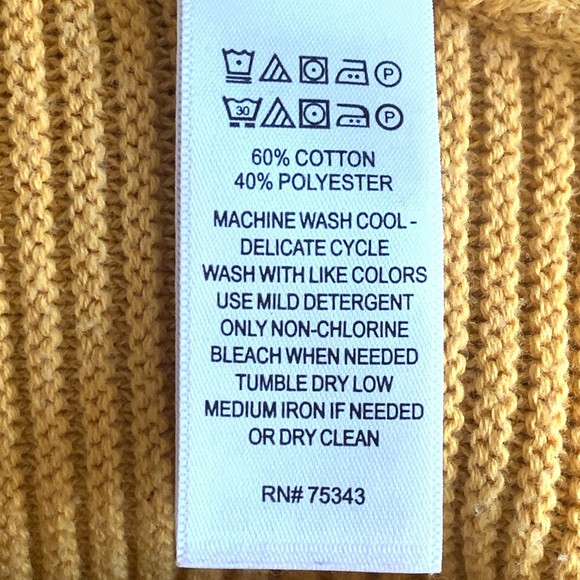 P
30 P
60% COTTON
40% POLYESTER
MACHINE WASH COOL -
DELICATE CYCLE
WASH WITH LIKE COLORS
USE MILD DETERGENT
ONLY NON-CHLORINE
BLEACH WHEN NEEDED
TUMBLE DRY LOW
MEDIUM IRON IF NEEDED
OR DRY CLEAN
RN# 75343